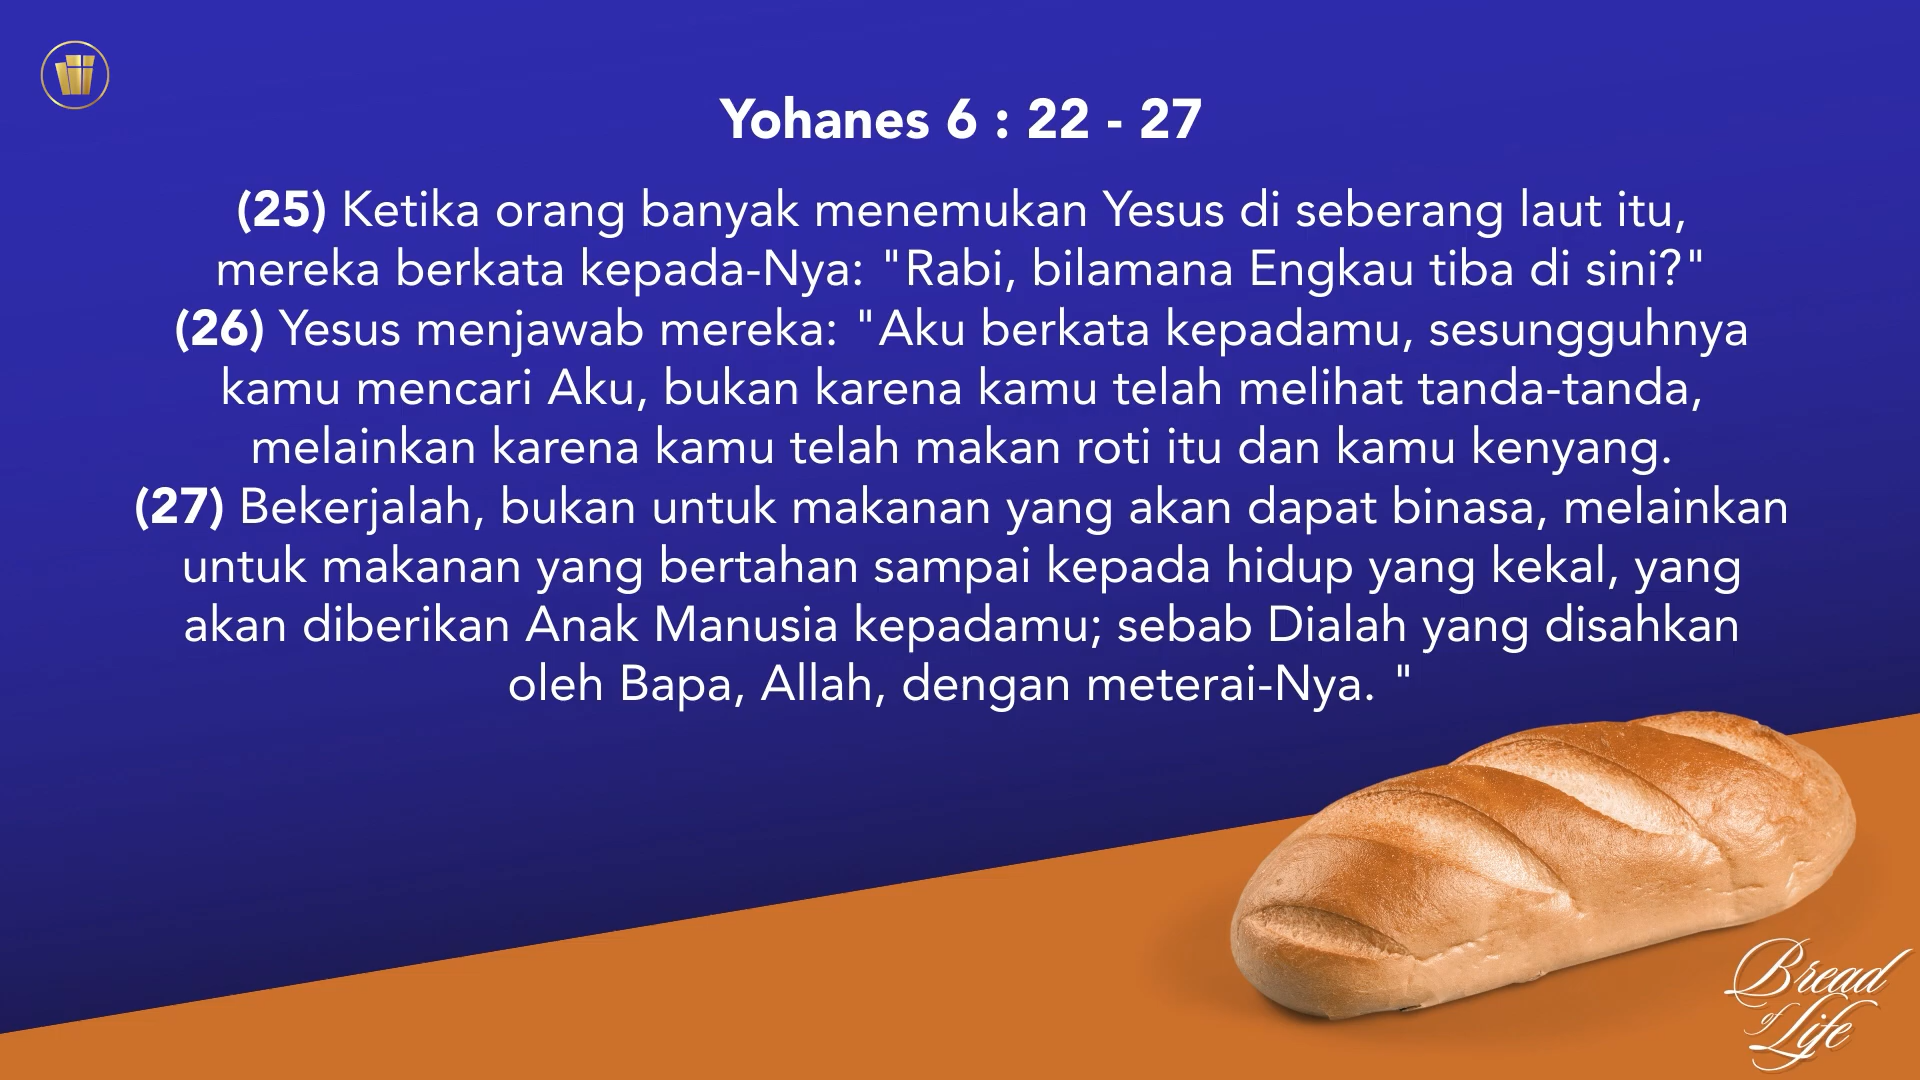 Yohanes 6 : 22 - 27
(25) Ketika orang banyak menemukan Yesus di seberang laut itu,
mereka berkata kepada-Nya: "Rabi, bilamana Engkau tiba di sini?"
(26) Yesus menjawab mereka: "Aku berkata kepadamu, sesungguhnya
kamu mencari Aku, bukan karena kamu telah melihat tanda-tanda,
melainkan karena kamu telah makan roti itu dan kamu kenyang.
(27) Bekerjalah, bukan untuk makanan yang akan dapat binasa, melainkan
untuk makanan yang bertahan sampai kepada hidup yang kekal, yang
akan diberikan Anak Manusia kepadamu; sebab Dialah yang disahkan
oleh Bapa, Allah, dengan meterai-Nya. "
Bread
of Life